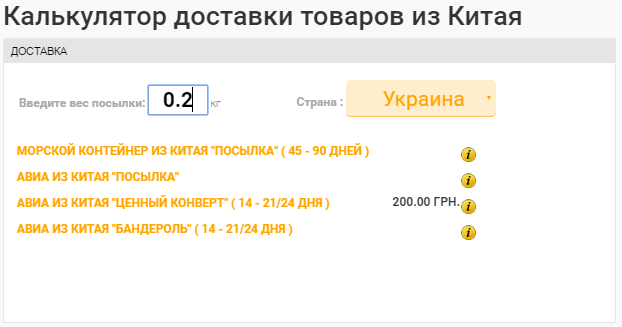 Калькулятор доставки товаров из Китая
ДОСТАВКА
Введите вес посылки: 0.2 кг Страна : Украина
МОРСКОЙ КОНТЕЙНЕР ИЗ КИТАЯ "ПОСЫЛКА" ( 45 - 90 ДНЕЙ ) i
АВИА ИЗ КИТАЯ "ПОСЫЛКА" i
АВИА ИЗ КИТАЯ "ЦЕННЫЙ КОНВЕРТ" ( 14 - 21/24 ДНЯ ) 200.00 ГРН. i
АВИА ИЗ КИТАЯ "БАНДЕРОЛЬ" ( 14 - 21/24 ДНЯ ) i